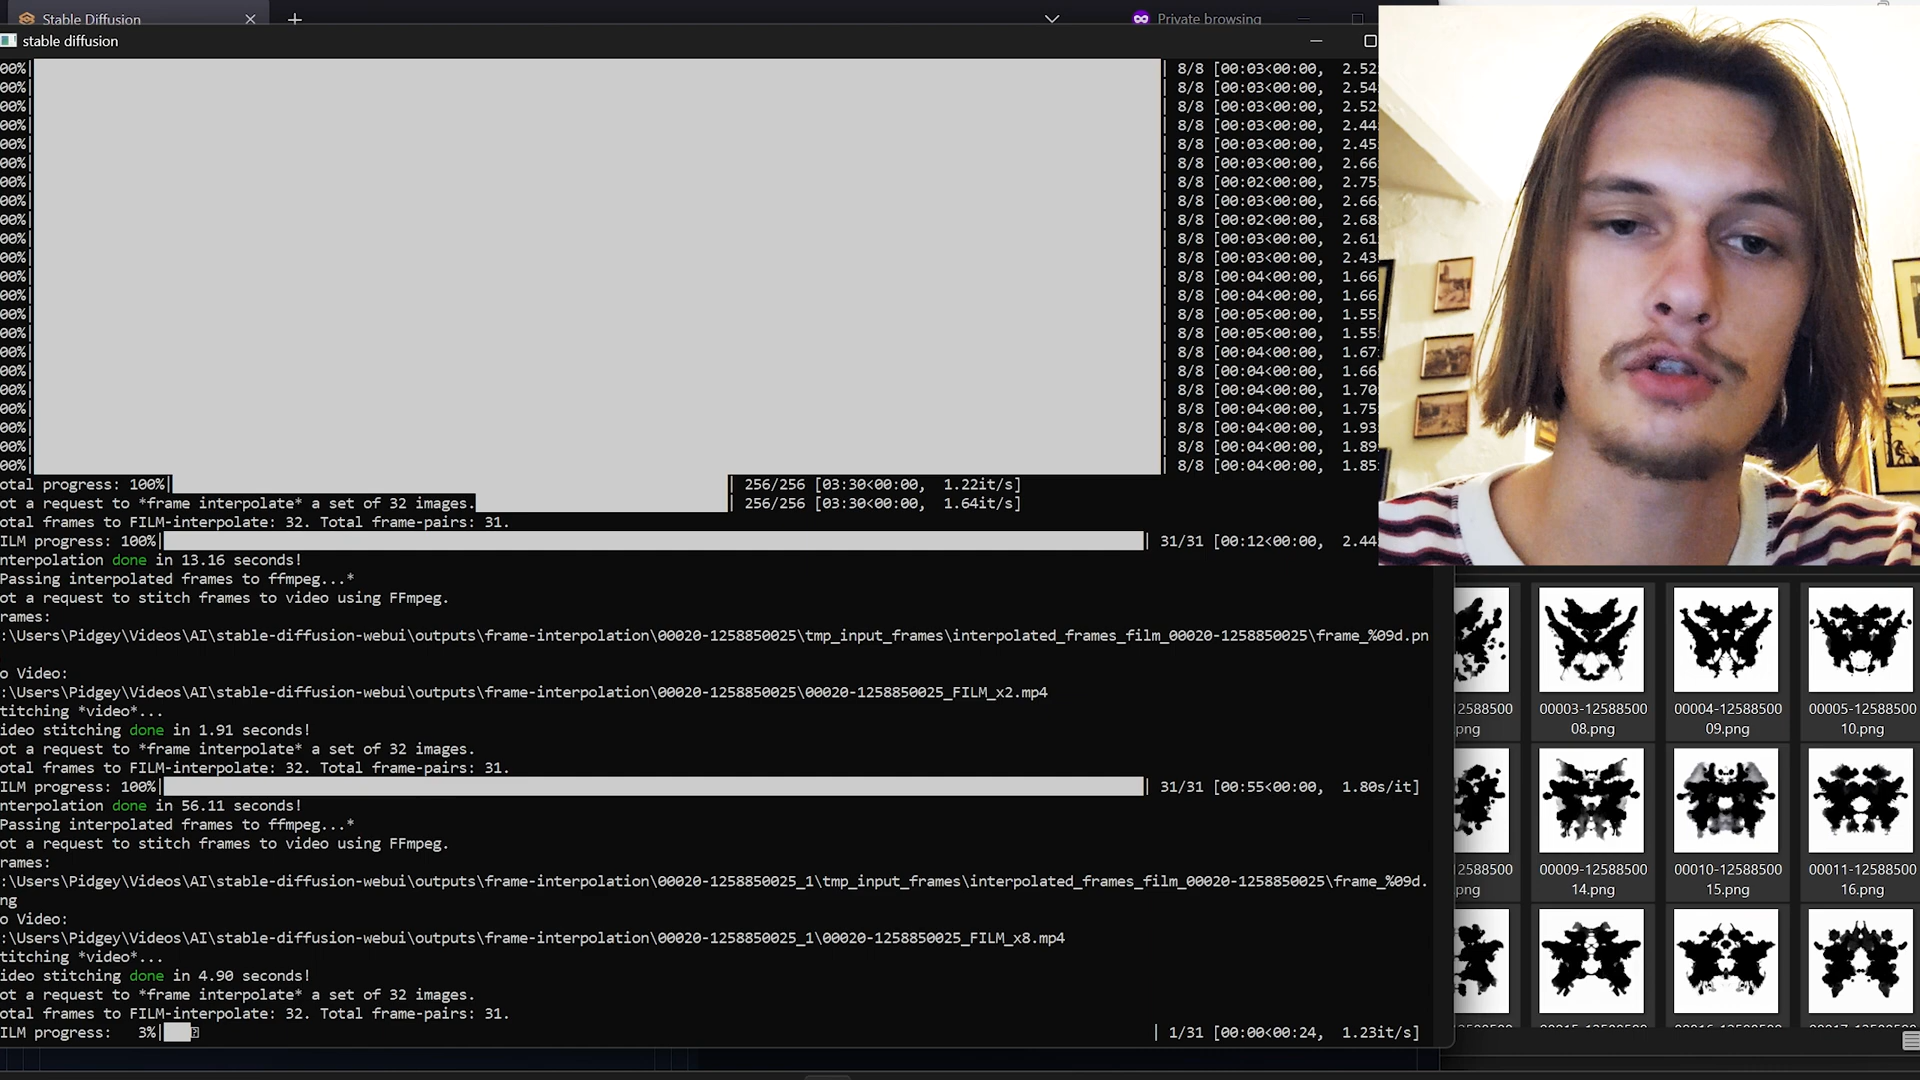 Stable Diffusion
Private browsing
stable diffusion
00%| | 8/8 [00:03<00:00, 2.52
00%| | 8/8 [00:03<00:00, 2.54
00%| | 8/8 [00:03<00:00, 2.52
00%| | 8/8 [00:03<00:00, 2.44
00%| | 8/8 [00:03<00:00, 2.45
00%| | 8/8 [00:03<00:00, 2.66
00%| | 8/8 [00:02<00:00, 2.75
00%| | 8/8 [00:03<00:00, 2.66
00%| | 8/8 [00:02<00:00, 2.68
00%| | 8/8 [00:03<00:00, 2.61
00%| | 8/8 [00:03<00:00, 2.43
00%| | 8/8 [00:04<00:00, 1.66
00%| | 8/8 [00:04<00:00, 1.66
00%| | 8/8 [00:05<00:00, 1.55
00%| | 8/8 [00:05<00:00, 1.55
00%| | 8/8 [00:04<00:00, 1.67
00%| | 8/8 [00:04<00:00, 1.66
00%| | 8/8 [00:04<00:00, 1.70
00%| | 8/8 [00:04<00:00, 1.75
00%| | 8/8 [00:04<00:00, 1.93
00%| | 8/8 [00:04<00:00, 1.89
00%| | 8/8 [00:04<00:00, 1.85
otal progress: 100%| | 256/256 [03:30<00:00, 1.22it/s]
ot a request to *frame interpolate* a set of 32 images. | 256/256 [03:30<00:00, 1.64it/s]
otal frames to FILM-interpolate: 32. Total frame-pairs: 31.
ILM progress: 100%| | 31/31 [00:12<00:00, 2.44
nterpolation done in 13.16 seconds!
Passing interpolated frames to ffmpeg...*
ot a request to stitch frames to video using FFmpeg.
rames:
:\Users\Pidgey\Videos\AI\stable-diffusion-webui\outputs\frame-interpolation\00020-1258850025\tmp_input_frames\interpolated_frames_film_00020-1258850025\frame_%09d.pn
o Video:
:\Users\Pidgey\Videos\AI\stable-diffusion-webui\outputs\frame-interpolation\00020-1258850025\00020-1258850025_FILM_x2.mp4
titching *video*...
ideo stitching done in 1.91 seconds!
ot a request to *frame interpolate* a set of 32 images.
otal frames to FILM-interpolate: 32. Total frame-pairs: 31.
ILM progress: 100%| | 31/31 [00:55<00:00, 1.80s/it]
nterpolation done in 56.11 seconds!
Passing interpolated frames to ffmpeg...*
ot a request to stitch frames to video using FFmpeg.
rames:
:\Users\Pidgey\Videos\AI\stable-diffusion-webui\outputs\frame-interpolation\00020-1258850025_1\tmp_input_frames\interpolated_frames_film_00020-1258850025\frame_%09d.
ng
o Video:
:\Users\Pidgey\Videos\AI\stable-diffusion-webui\outputs\frame-interpolation\00020-1258850025_1\00020-1258850025_FILM_x8.mp4
titching *video*...
ideo stitching done in 4.90 seconds!
ot a request to *frame interpolate* a set of 32 images.
otal frames to FILM-interpolate: 32. Total frame-pairs: 31.
ILM progress: 3%| | 1/31 [00:00<00:24, 1.23it/s]
12588500 00003-12588500 00004-12588500 00005-12588500
png 08.png 09.png 10.png
12588500 00009-12588500 00010-12588500 00011-12588500
png 14.png 15.png 16.png